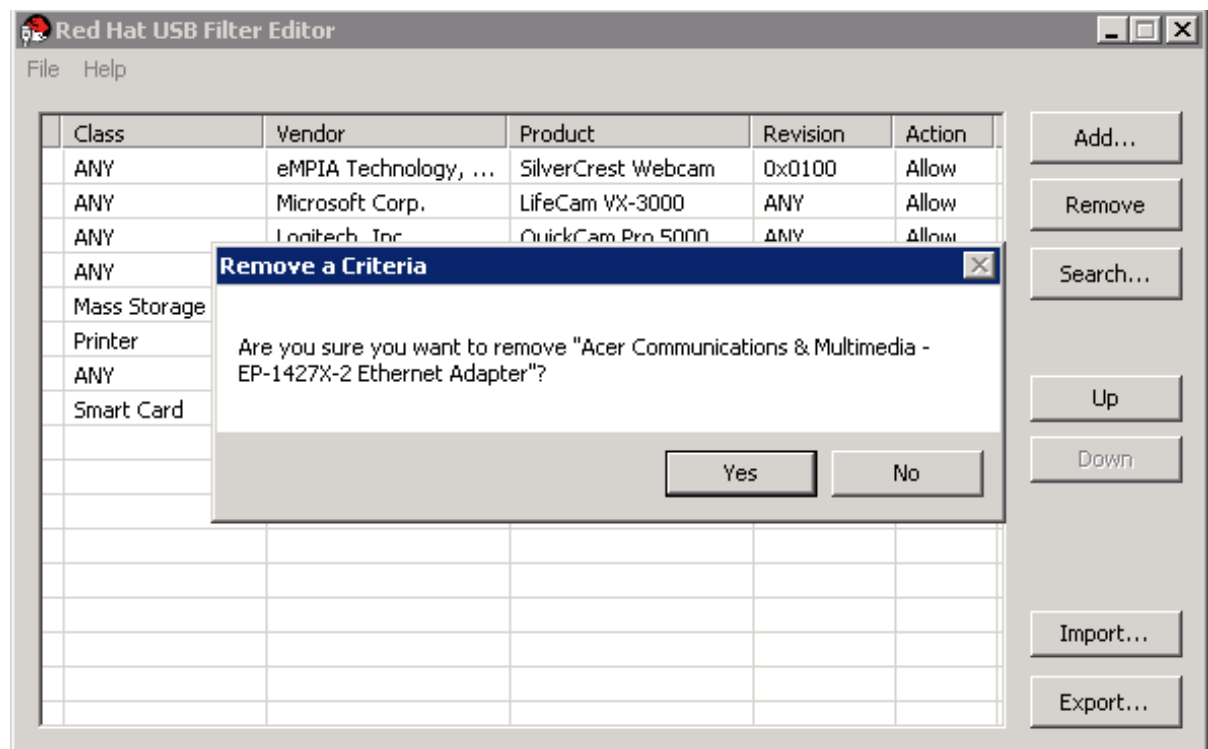 Red Hat USB Filter Editor
File Help
Class Vendor Product Revision Action
ANY eMPIA Technology, ... SilverCrest Webcam 0x0100 Allow
ANY Microsoft Corp. LifeCam VX-3000 ANY Allow
ANY Logitech, Inc. QuickCam Pro 5000 ANY Allow
ANY
Mass Storage
Printer
ANY
Smart Card
Remove a Criteria
Are you sure you want to remove "Acer Communications & Multimedia -
EP-1427X-2 Ethernet Adapter"?
Yes No
Add...
Remove
Search...
Up
Down
Import...
Export...